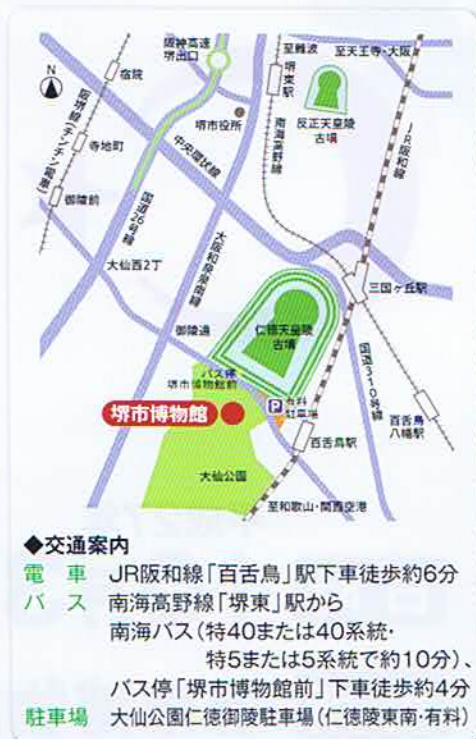 N
阪神高速
堺出口
至難波
至天王寺・大阪
宿院
堺東駅
反正天皇陵
古墳
阪堺線(チンチン電車)
堺市役所
寺地町
中央環状線
南海高野線
JR阪和線
御陵前
国道26号線
大仙西2丁
大阪和泉泉南線
三国ヶ丘駅
御陵通
仁徳天皇陵
古墳
国道310号線
バス停
堺市博物館前
P
有料
駐車場
堺市博物館
百舌鳥駅
百舌鳥
八幡駅
大仙公園
至和歌山・関西空港
◆交通案内
電 車 JR阪和線「百舌鳥」駅下車徒歩約6分
バ ス 南海高野線「堺東」駅から
南海バス(特40または40系統・
特5または5系統で約10分)、
バス停「堺市博物館前」下車徒歩約4分
駐車場 大仙公園仁徳御陵駐車場(仁徳陵東南・有料)